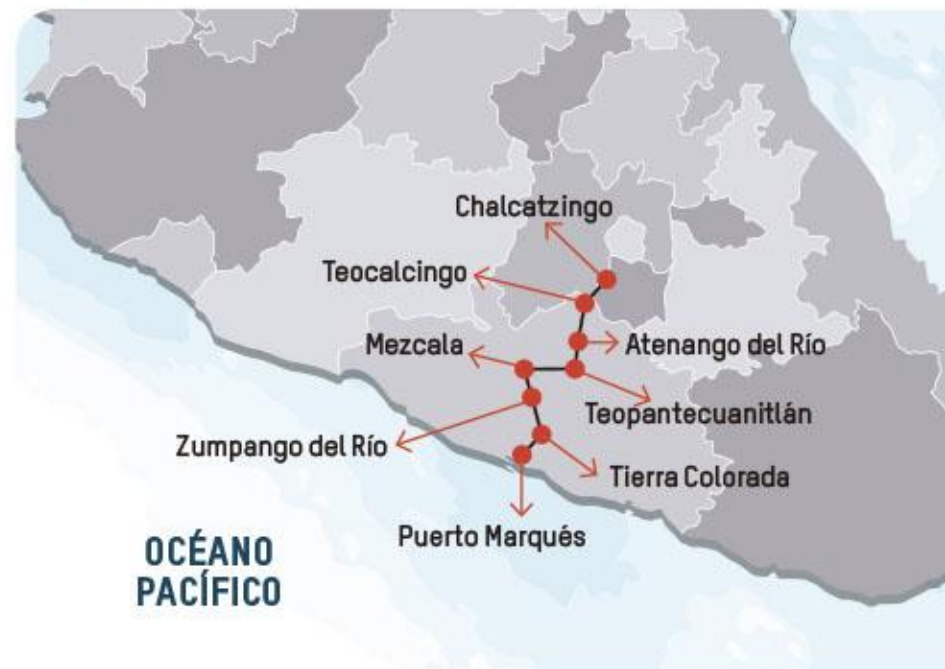 Chalcatzingo
Teocalcingo
Mezcala
Atenango del Río
Teopantecuanitlán
Zumpango del Río
Tierra Colorada
Puerto Marqués
OCÉANO
PACÍFICO